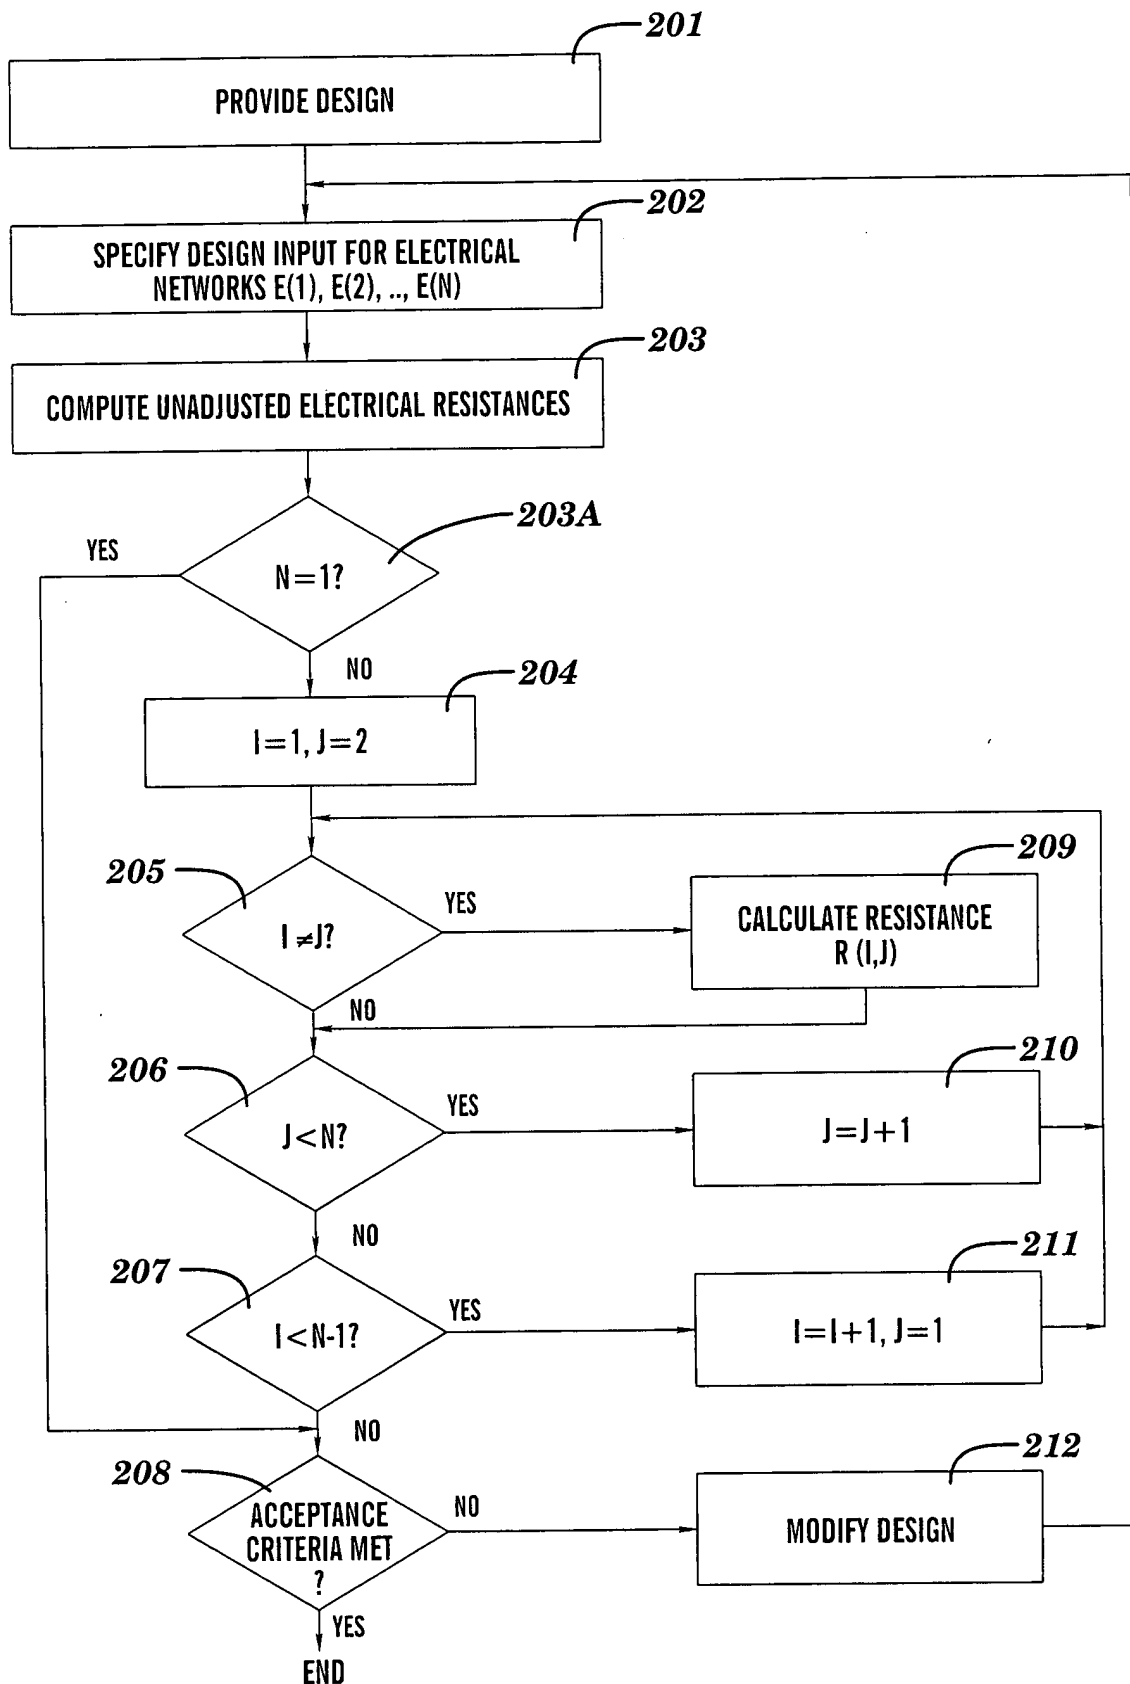 201
PROVIDE DESIGN
202
SPECIFY DESIGN INPUT FOR ELECTRICAL
NETWORKS E(1), E(2), .., E(N)
203
COMPUTE UNADJUSTED ELECTRICAL RESISTANCES
203A
YES
N=1?
NO
204
I=1, J=2
205
209
I≠J?
YES
CALCULATE RESISTANCE
R (I,J)
NO
206
210
J<N?
YES
J=J+1
NO
207
211
I<N-1?
YES
I=I+1, J=1
NO
208
212
ACCEPTANCE
CRITERIA MET
?
NO
MODIFY DESIGN
YES
END